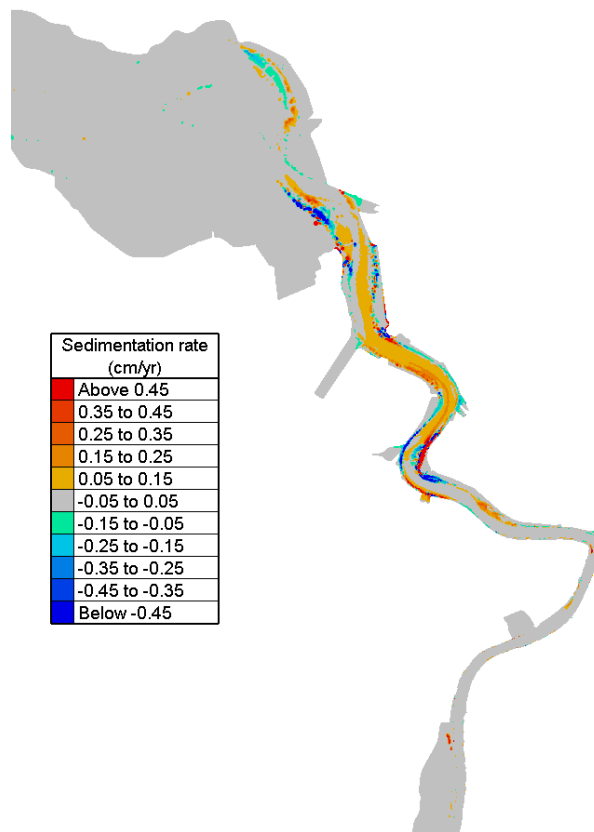 Sedimentation rate
(cm/yr)
Above 0.45
0.35 to 0.45
0.25 to 0.35
0.15 to 0.25
0.05 to 0.15
-0.05 to 0.05
-0.15 to -0.05
-0.25 to -0.15
-0.35 to -0.25
-0.45 to -0.35
Below -0.45